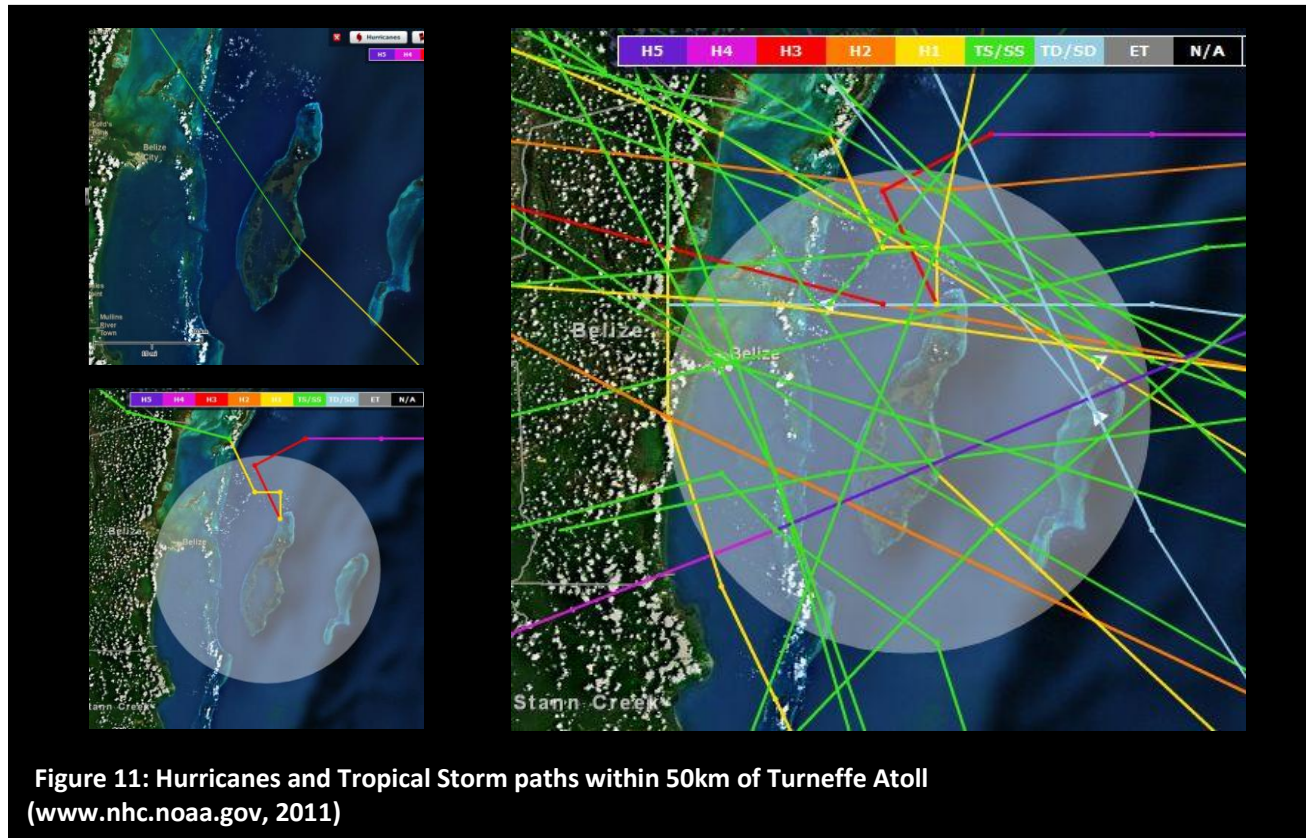 Hurricanes
H5 H4
Belize
City
Mullins
River
Town
H5 H4 H3 H2 H1 TS/SS TD/SD ET N/A
Belize
Belize
Stann Creek
H5 H4 H3 H2 H1 TS/SS TD/SD ET N/A
Belize
Belize
Stann Creek
Figure 11: Hurricanes and Tropical Storm paths within 50km of Turneffe Atoll
(www.nhc.noaa.gov, 2011)